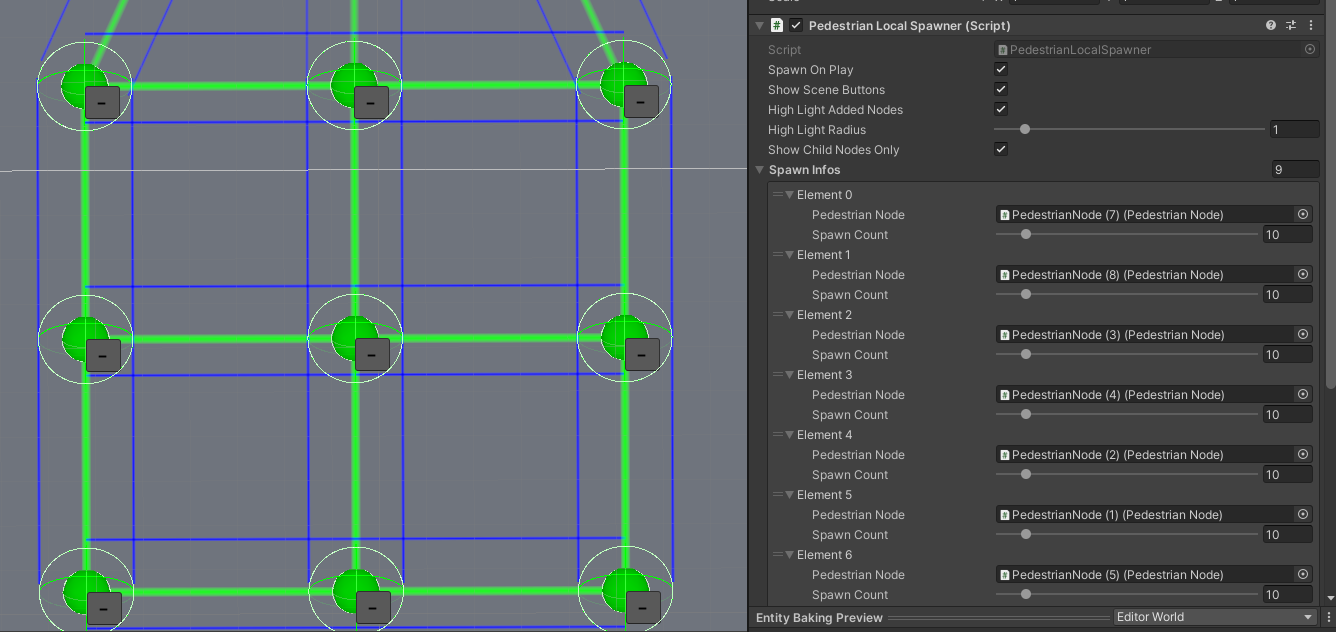 Pedestrian Local Spawner (Script)
Script PedestrianLocalSpawner
Spawn On Play
Show Scene Buttons
High Light Added Nodes
High Light Radius 1
Show Child Nodes Only
Spawn Infos 9
Element 0
Pedestrian Node PedestrianNode (7) (Pedestrian Node)
Spawn Count 10
Element 1
Pedestrian Node PedestrianNode (8) (Pedestrian Node)
Spawn Count 10
Element 2
Pedestrian Node PedestrianNode (3) (Pedestrian Node)
Spawn Count 10
Element 3
Pedestrian Node PedestrianNode (4) (Pedestrian Node)
Spawn Count 10
Element 4
Pedestrian Node PedestrianNode (2) (Pedestrian Node)
Spawn Count 10
Element 5
Pedestrian Node PedestrianNode (1) (Pedestrian Node)
Spawn Count 10
Element 6
Pedestrian Node PedestrianNode (5) (Pedestrian Node)
Spawn Count 10
Entity Baking Preview Editor World